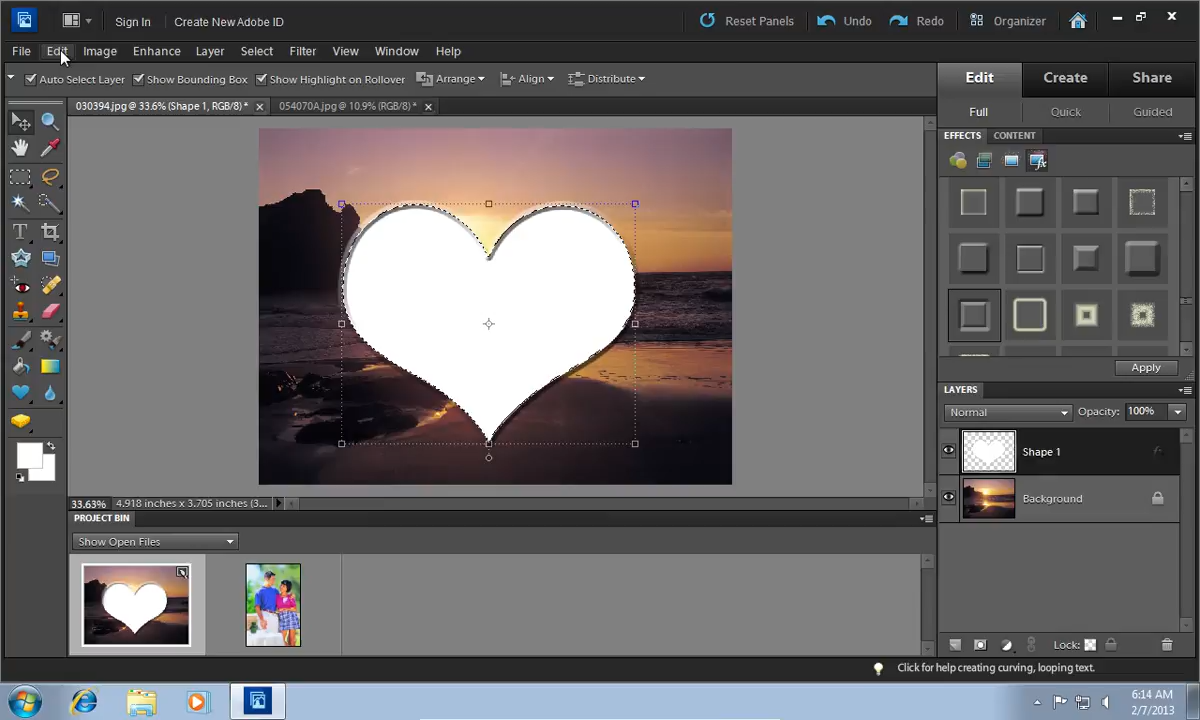 Sign In Create New Adobe ID Reset Panels Undo Redo Organizer
File Edit Image Enhance Layer Select Filter View Window Help
Auto Select Layer Show Bounding Box Show Highlight on Rollover Arrange Align Distribute
Edit Create Share
030394.jpg @ 33.6% (Shape 1, RGB/8) * 054070A.jpg @ 10.9% (RGB/8) *
Full Quick Guided
EFFECTS CONTENT
Apply
LAYERS
Normal Opacity: 100%
Shape 1
Background
33.63% 4.918 inches x 3.705 inches (3...
PROJECT BIN
Show Open Files
Lock:
Click for help creating curving, looping text.
6:14 AM
2/7/2013